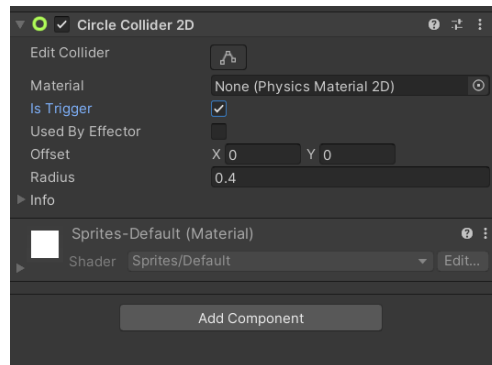 Circle Collider 2D
Edit Collider
Material None (Physics Material 2D)
Is Trigger
Used By Effector
Offset X 0 Y 0
Radius 0.4
Info
Sprites-Default (Material)
Shader Sprites/Default Edit...
Add Component